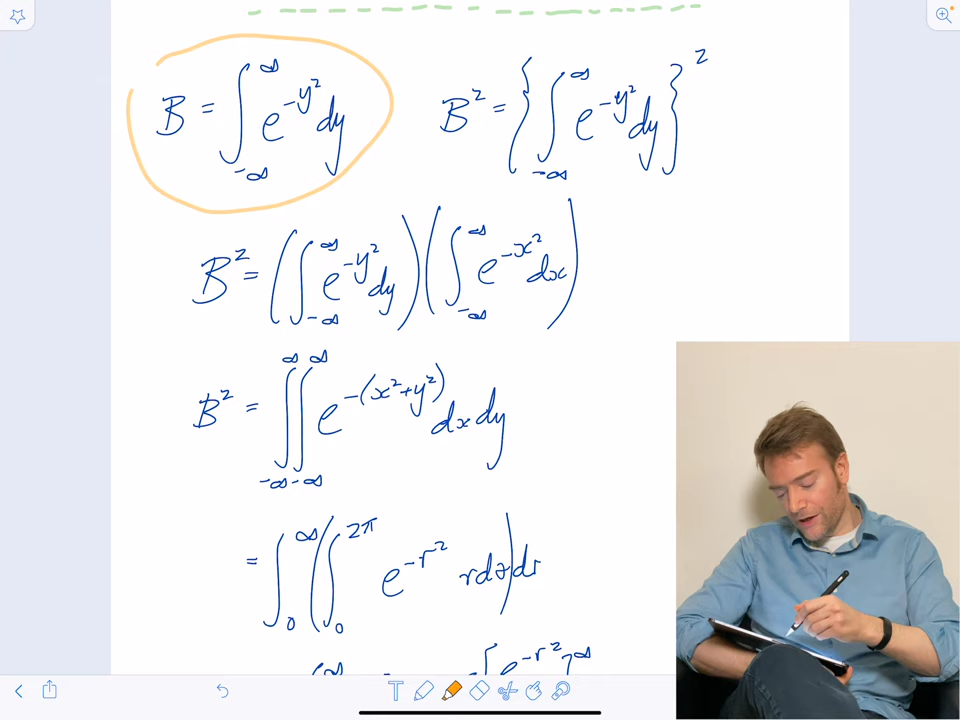 B = ∫_{-∞}^{∞} e^{-y²} dy B² = { ∫_{-∞}^{∞} e^{-y²} dy }²
B² = ( ∫_{-∞}^{∞} e^{-y²} dy ) ( ∫_{-∞}^{∞} e^{-x²} dx )
B² = ∫_{-∞}^{∞} ∫_{-∞}^{∞} e^{-(x²+y²)} dx dy
= ∫_{0}^{∞} ( ∫_{0}^{2π} e^{-r²} r dθ ) dr
[ e^{-r²} ]^{∞}
T